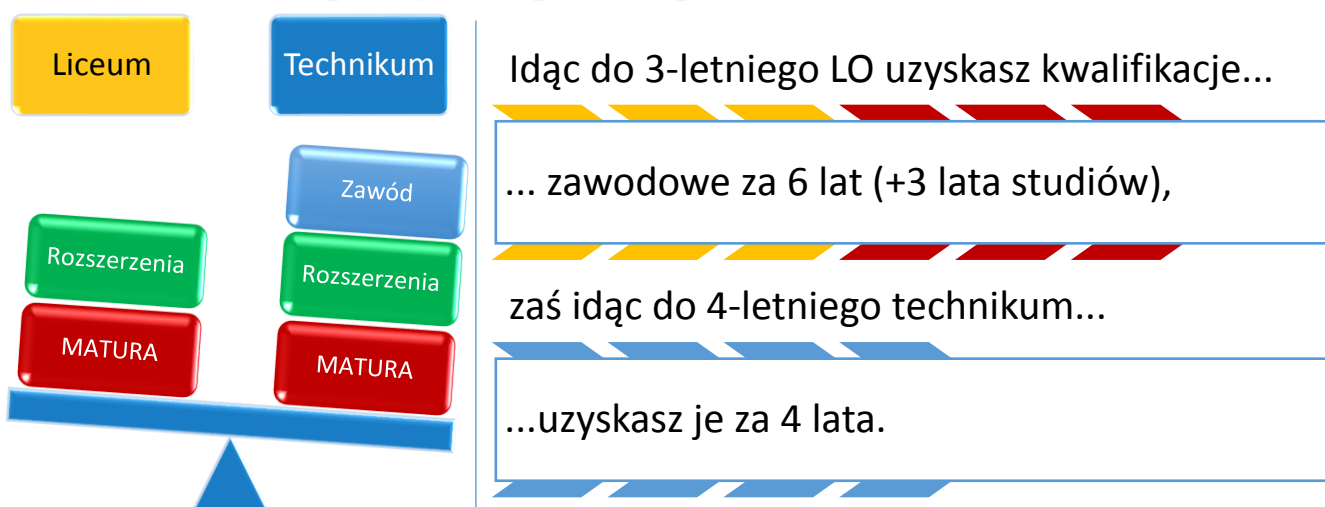 Liceum
Technikum
Zawód
Rozszerzenia
Rozszerzenia
MATURA
MATURA
Idąc do 3-letniego LO uzyskasz kwalifikacje...
... zawodowe za 6 lat (+3 lata studiów),
zaś idąc do 4-letniego technikum...
...uzyskasz je za 4 lata.